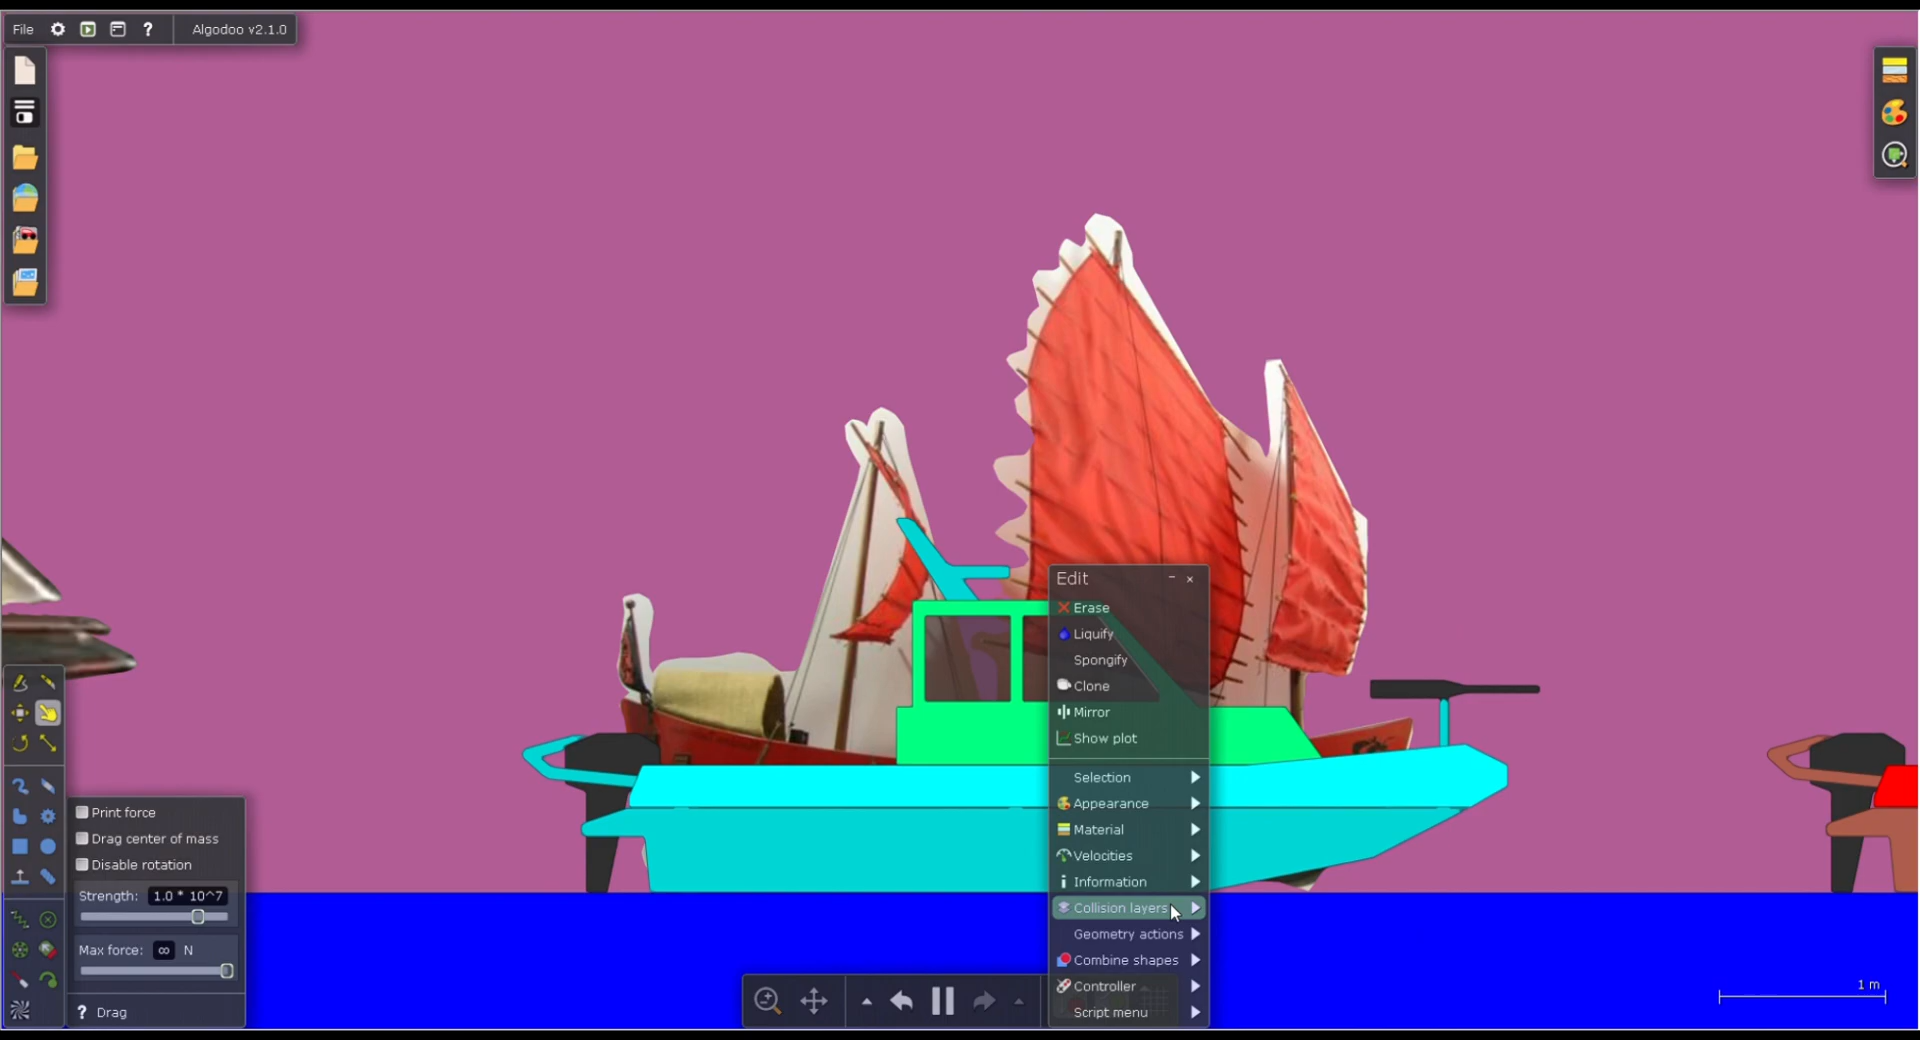 File
?
Algodoo v2.1.0
Edit
Erase
Liquify
Spongify
Clone
Mirror
Show plot
Selection
Appearance
Material
Velocities
Information
Collision layers
Geometry actions
Combine shapes
Controller
Script menu
Print force
Drag center of mass
Disable rotation
Strength: 1.0 * 10^7
Max force: ∞ N
? Drag
1 m